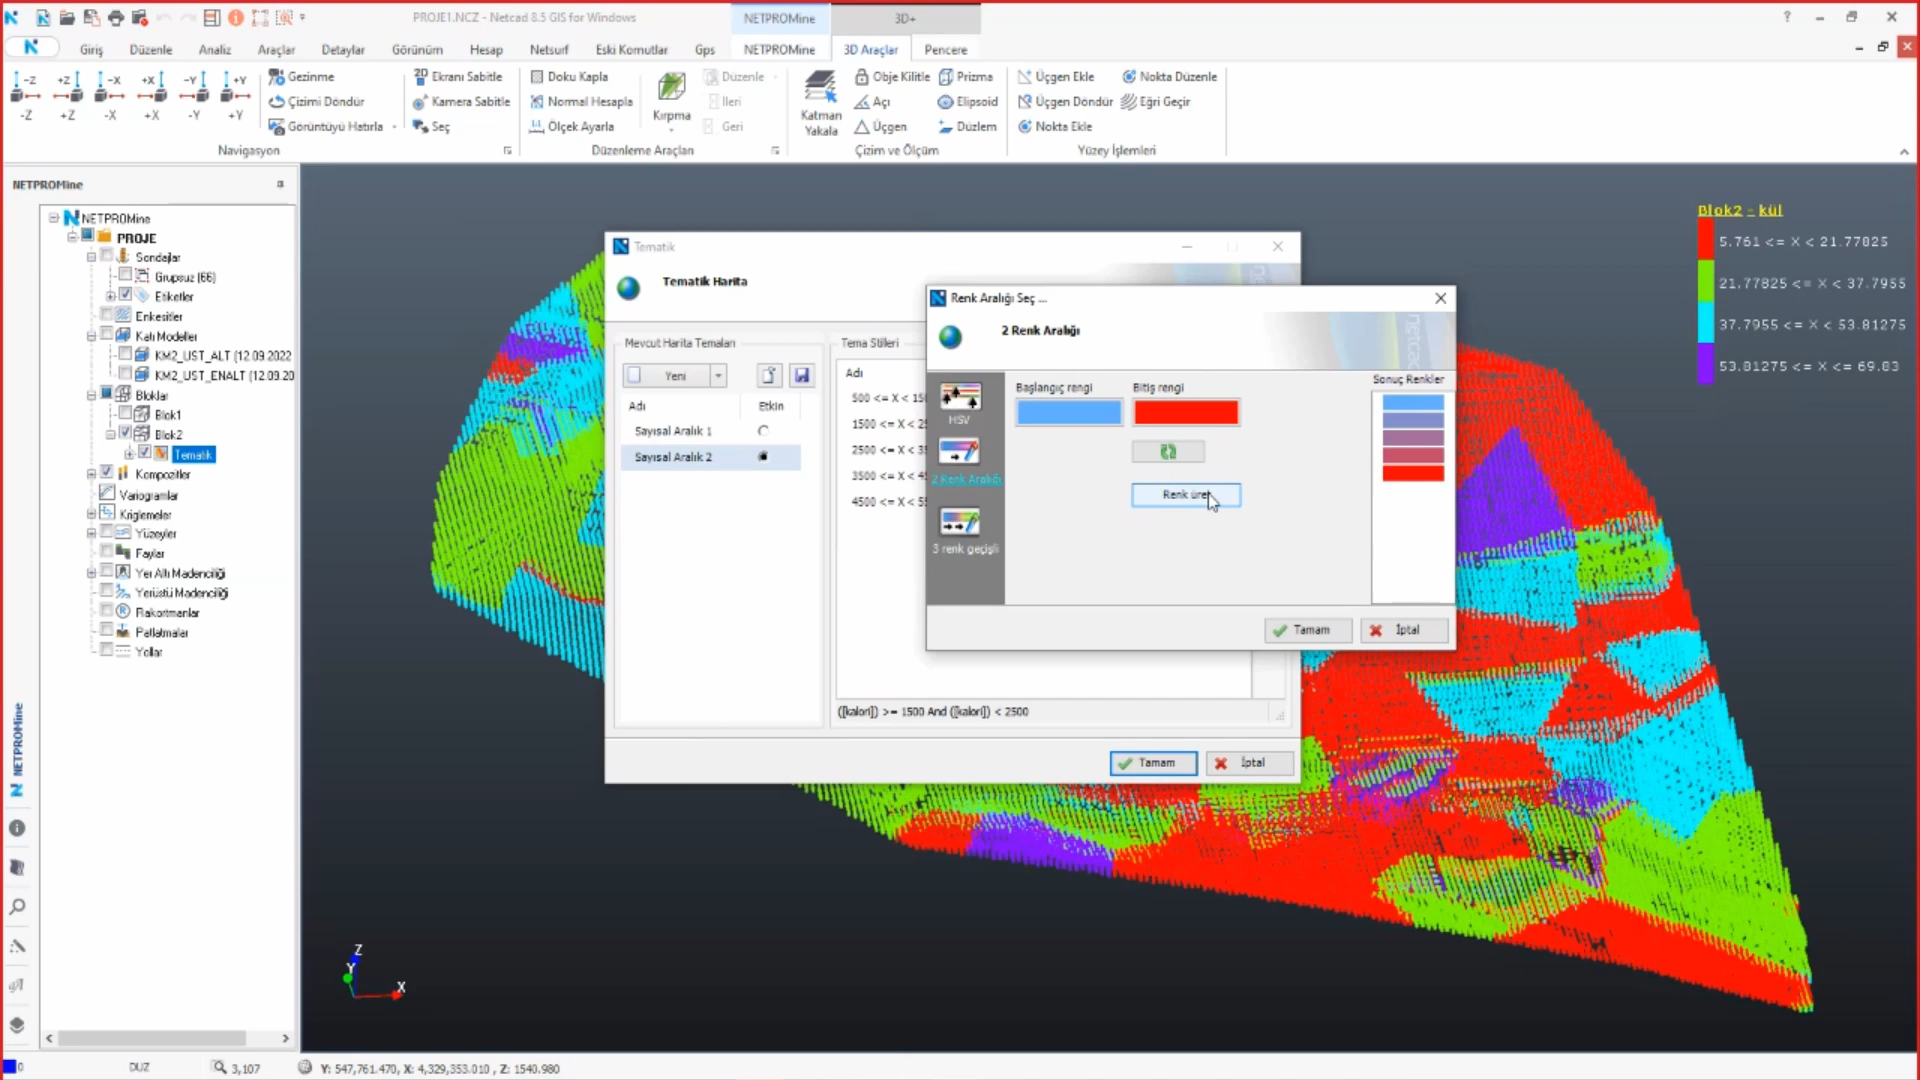 PROJE1.NCZ - Netcad 8.5 GIS for Windows
NETPROMine
3D+
Giriş
Düzenle
Analiz
Araçlar
Detaylar
Görünüm
Hesap
Netsurf
Eski Komutlar
Gps
NETPROMine
3D Araçlar
Pencere
-Z
+Z
-X
+X
-Y
+Y
-Z
+Z
-X
+X
-Y
+Y
Gezinme
Çizimi Döndür
Görüntüyü Hatırla
Navigasyon
2D Ekranı Sabitle
Kamera Sabitle
Seç
Doku Kapla
Normal Hesapla
Ölçek Ayarla
Kırpma
Düzenle
İleri
Geri
Düzenleme Araçları
Katman
Yakala
Obje Kilitle
Açı
Üçgen
Prizma
Elipsoid
Düzlem
Çizim ve Ölçüm
Üçgen Ekle
Üçgen Döndür
Nokta Ekle
Nokta Düzenle
Eğri Geçir
Yüzey İşlemleri
NETPROMine
NETPROMine
PROJE
Sondajlar
Grupsuz (66)
Etiketler
Enkesitler
Katı Modeller
KM2_UST_ALT (12.09.2022
KM2_UST_ENALT (12.09.20
Bloklar
Blok1
Blok2
Tematik
Kompozitler
Variogramlar
Kriglemeler
Yüzeyler
Faylar
Yer Altı Madenciliği
Yerüstü Madenciliği
Rakortmanlar
Patlatmalar
Yollar
NETPROMine
Tematik
Tematik Harita
Mevcut Harita Temaları
Yeni
Adı
Etkin
Sayısal Aralık 1
Sayısal Aralık 2
Tema Stilleri
Adı
500 <= X < 15
1500 <= X < 2
2500 <= X < 3
3500 <= X < 4
4500 <= X < 5
([kalori]) >= 1500 And ([kalori]) < 2500
Tamam
İptal
Renk Aralığı Seç ...
2 Renk Aralığı
HSV
2 Renk Aralığı
3 renk geçişli
Başlangıç rengi
Bitiş rengi
Renk üret
Sonuç Renkler
Tamam
İptal
Blok2 - kül
5.761 <= X < 21.77825
21.77825 <= X < 37.7955
37.7955 <= X < 53.81275
53.81275 <= X <= 69.83
Z
Y
X
0
DUZ
3,107
Y: 547,761.470, X: 4,329,353.010 , Z: 1540.980